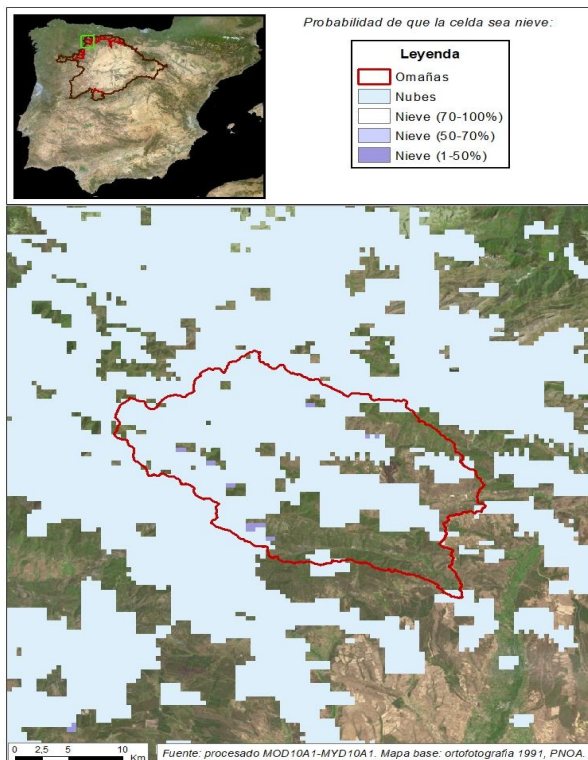 Probabilidad de que la celda sea nieve:
Leyenda
Omañas
Nubes
Nieve (70-100%)
Nieve (50-70%)
Nieve (1-50%)
0 2,5 5 10
Km
Fuente: procesado MOD10A1-MYD10A1. Mapa base: ortofotografía 1991, PNOA.